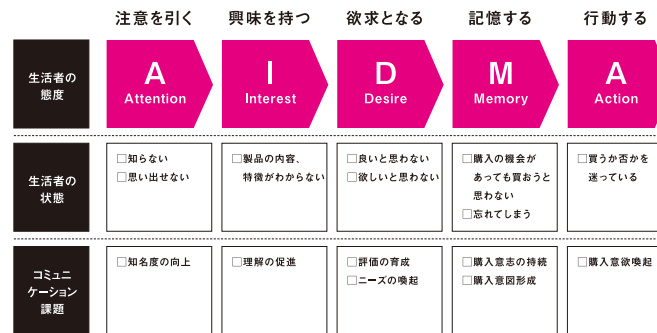 注意を引く
興味を持つ
欲求となる
記憶する
行動する
生活者の
態度
A
Attention
I
Interest
D
Desire
M
Memory
A
Action
生活者の
状態
□知らない
□思い出せない
□製品の内容、
特徴がわからない
□良いと思わない
□欲しいと思わない
□購入の機会が
あっても買おうと
思わない
□忘れてしまう
□買うか否かを
迷っている
コミュニ
ケーション
課題
□知名度の向上
□理解の促進
□評価の育成
□ニーズの喚起
□購入意志の持続
□購入意図形成
□購入意欲喚起